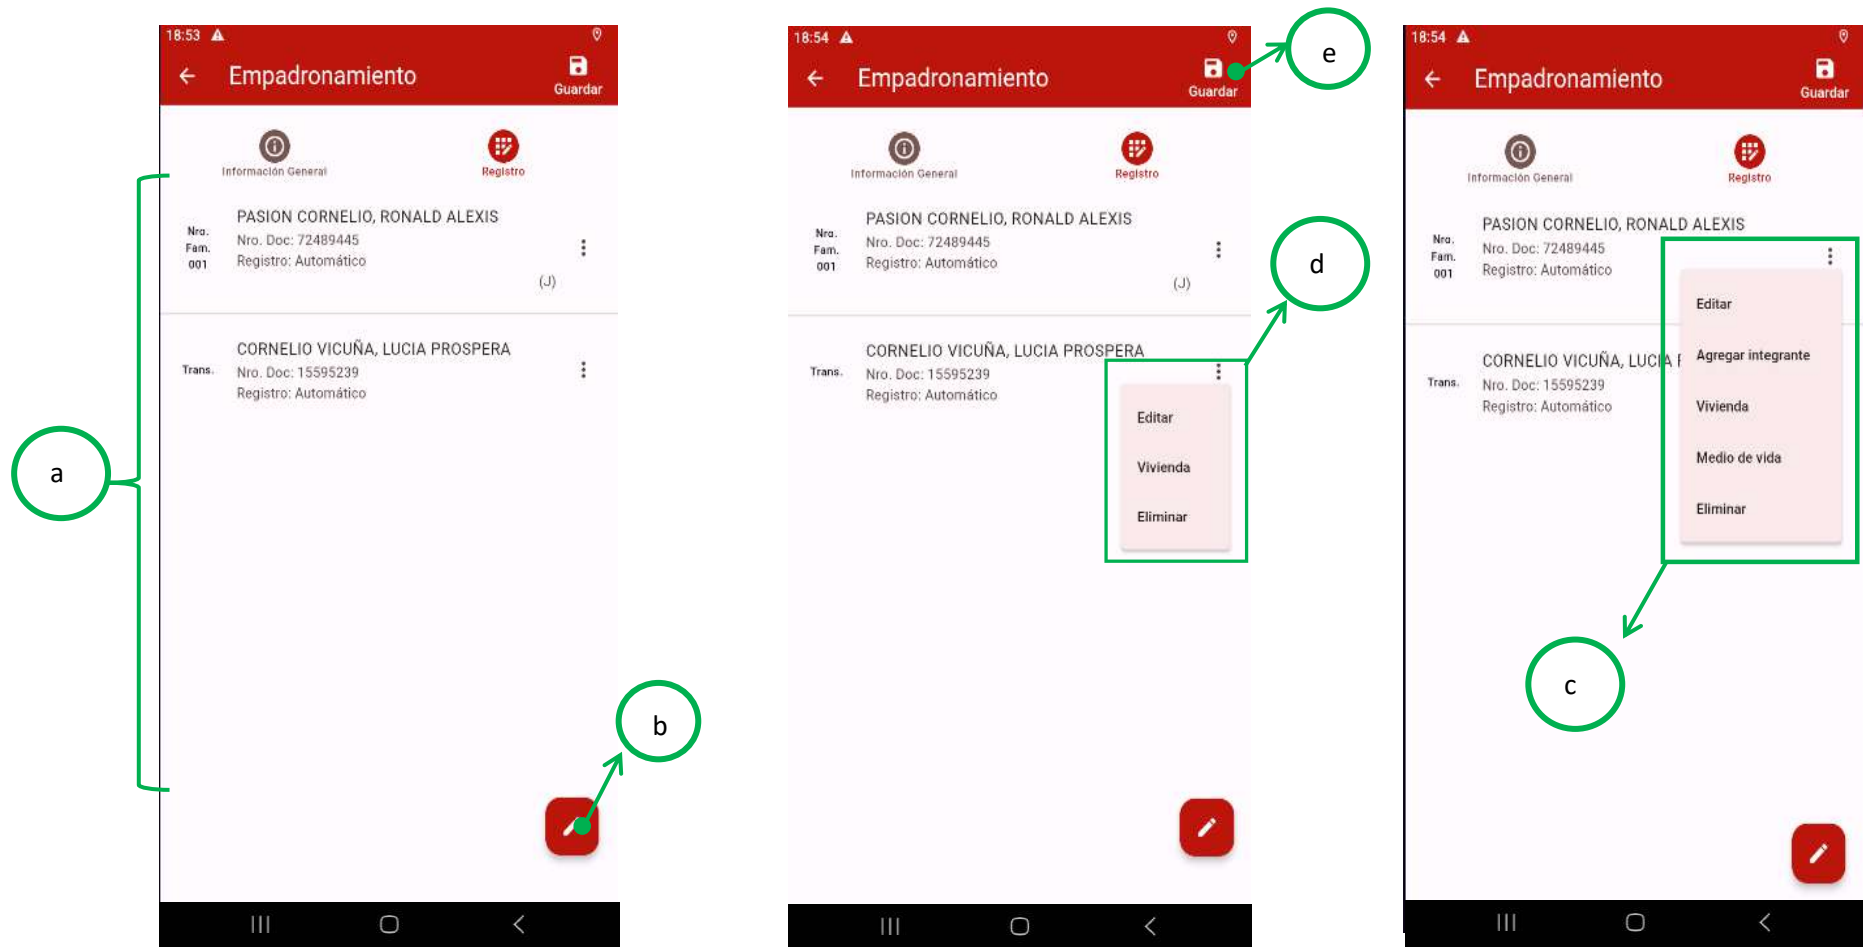 18:53
Empadronamiento
Guardar
Información General
Registro
Nro.
Fam.
001
PASION CORNELIO, RONALD ALEXIS
Nro. Doc: 72489445
Registro: Automático
(J)
Trans.
CORNELIO VICUÑA, LUCIA PROSPERA
Nro. Doc: 15595239
Registro: Automático
a
b
18:54
Empadronamiento
Guardar
e
Información General
Registro
Nro.
Fam.
001
PASION CORNELIO, RONALD ALEXIS
Nro. Doc: 72489445
Registro: Automático
(J)
d
Trans.
CORNELIO VICUÑA, LUCIA PROSPERA
Nro. Doc: 15595239
Registro: Automático
Editar
Vivienda
Eliminar
18:54
Empadronamiento
Guardar
Información General
Registro
Nro.
Fam.
001
PASION CORNELIO, RONALD ALEXIS
Nro. Doc: 72489445
Registro: Automático
Trans.
CORNELIO VICUÑA, LUCIA
Nro. Doc: 15595239
Registro: Automático
Editar
Agregar integrante
Vivienda
Medio de vida
Eliminar
c